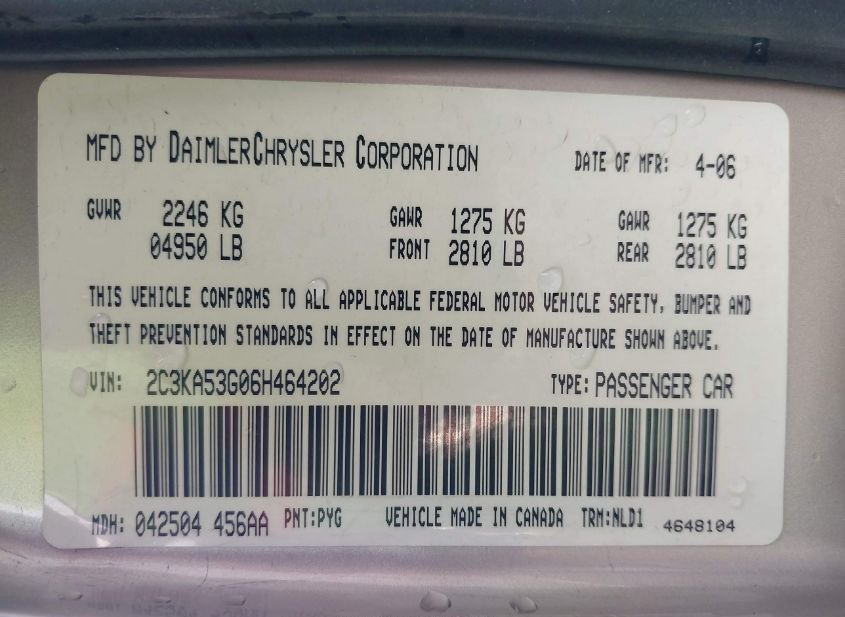 MFD BY DAIMLERCHRYSLER CORPORATION DATE OF MFR: 4-06
GVWR 2246 KG GAWR 1275 KG GAWR 1275 KG
04950 LB FRONT 2810 LB REAR 2810 LB
THIS VEHICLE CONFORMS TO ALL APPLICABLE FEDERAL MOTOR VEHICLE SAFETY, BUMPER AND
THEFT PREVENTION STANDARDS IN EFFECT ON THE DATE OF MANUFACTURE SHOWN ABOVE.
VIN: 2C3KA53G06H464202 TYPE: PASSENGER CAR
MDH: 042504 456AA PNT:PYG VEHICLE MADE IN CANADA TRM:NLD1 4648104